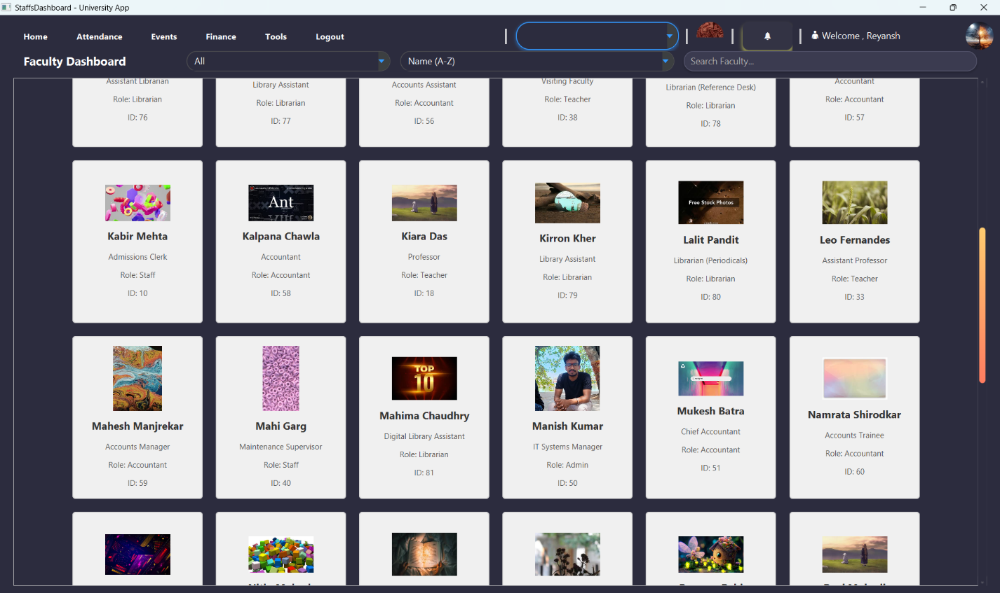 StaffsDashboard - University App
Home Attendance Events Finance Tools Logout
Welcome , Reyansh
Faculty Dashboard
All
Name (A-Z)
Search Faculty...
Assistant Librarian
Role: Librarian
ID: 76
Library Assistant
Role: Librarian
ID: 77
Accounts Assistant
Role: Accountant
ID: 56
Visiting Faculty
Role: Teacher
ID: 38
Librarian (Reference Desk)
Role: Librarian
ID: 78
Accountant
Role: Accountant
ID: 57
Kabir Mehta
Admissions Clerk
Role: Staff
ID: 10
Ant
Kalpana Chawla
Accountant
Role: Accountant
ID: 58
Kiara Das
Professor
Role: Teacher
ID: 18
Kirron Kher
Library Assistant
Role: Librarian
ID: 79
Free Stock Photos
Lalit Pandit
Librarian (Periodicals)
Role: Librarian
ID: 80
Leo Fernandes
Assistant Professor
Role: Teacher
ID: 33
Mahesh Manjrekar
Accounts Manager
Role: Accountant
ID: 59
Mahi Garg
Maintenance Supervisor
Role: Staff
ID: 40
TOP
10
Mahima Chaudhry
Digital Library Assistant
Role: Librarian
ID: 81
Manish Kumar
IT Systems Manager
Role: Admin
ID: 50
Mukesh Batra
Chief Accountant
Role: Accountant
ID: 51
Namrata Shirodkar
Accounts Trainee
Role: Accountant
ID: 60